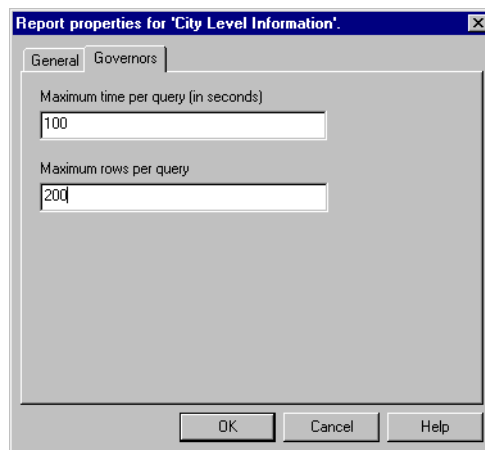 Report properties for 'City Level Information'.
General Governors
Maximum time per query (in seconds)
100
Maximum rows per query
200
OK Cancel Help